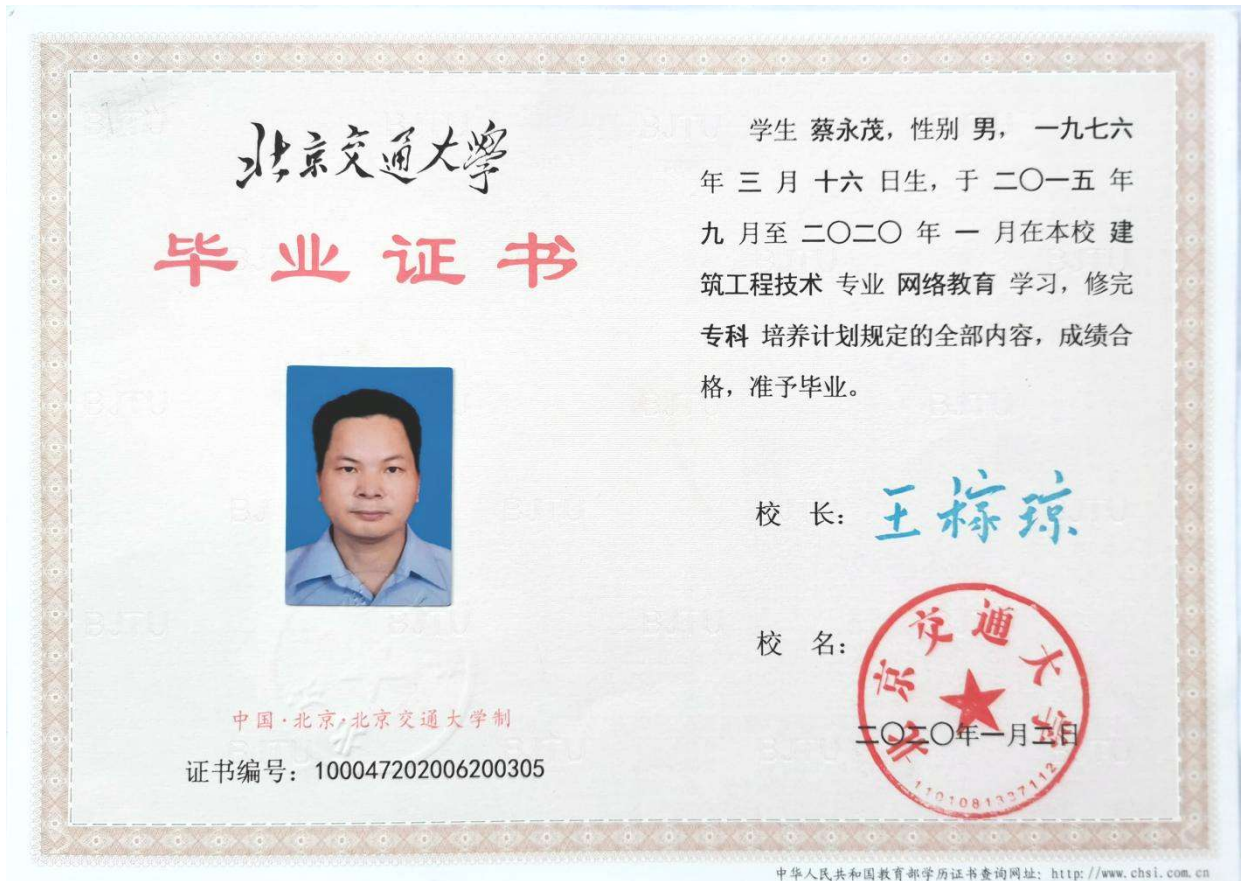 北京交通大學
毕业证书
中国·北京·北京交通大学制
证书编号：100047202006200305
学生 蔡永茂，性别 男， 一九七六
年 三 月 十六 日生，于 二〇一五 年
九 月至 二〇二〇 年 一 月在本校 建
筑工程技术 专业 网络教育 学习，修完
专科 培养计划规定的全部内容，成绩合
格，准予毕业。
校 长：王稼琼
校 名：
北京交通大学
二〇二〇年一月二日
1101081337112
中华人民共和国教育部学历证书查询网址：http://www.chsi.com.cn